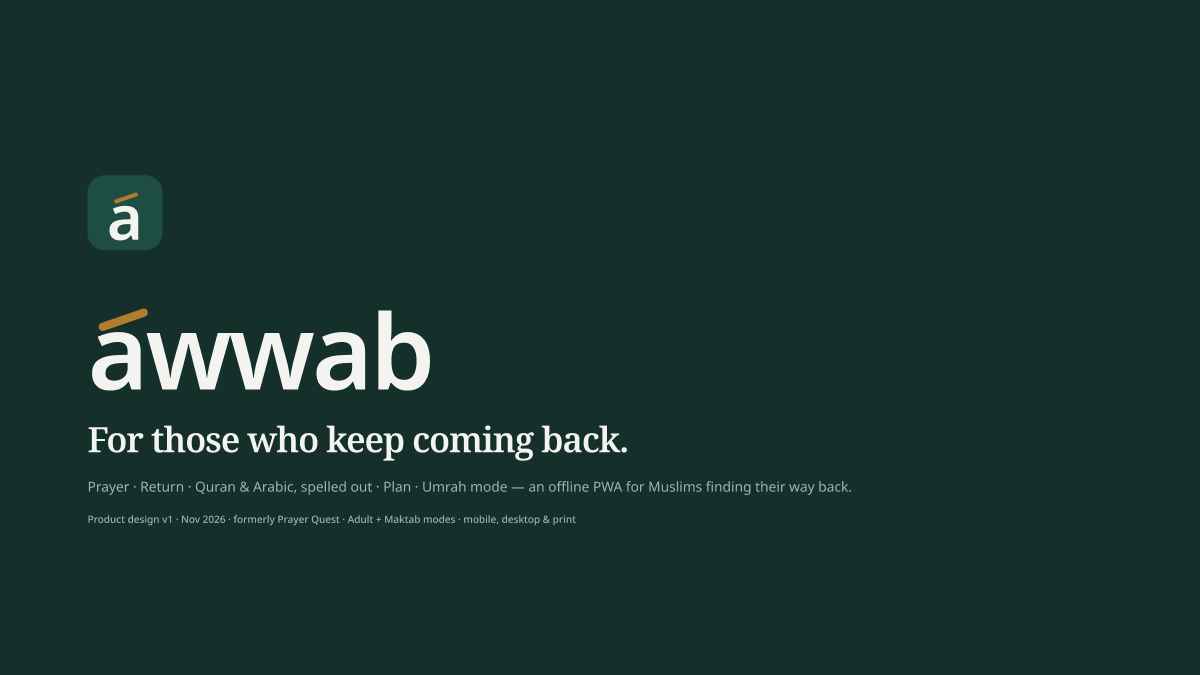 á
áwwab
For those who keep coming back.
Prayer · Return · Quran & Arabic, spelled out · Plan · Umrah mode — an offline PWA for Muslims finding their way back.
Product design v1 · Nov 2026 · formerly Prayer Quest · Adult + Maktab modes · mobile, desktop & print